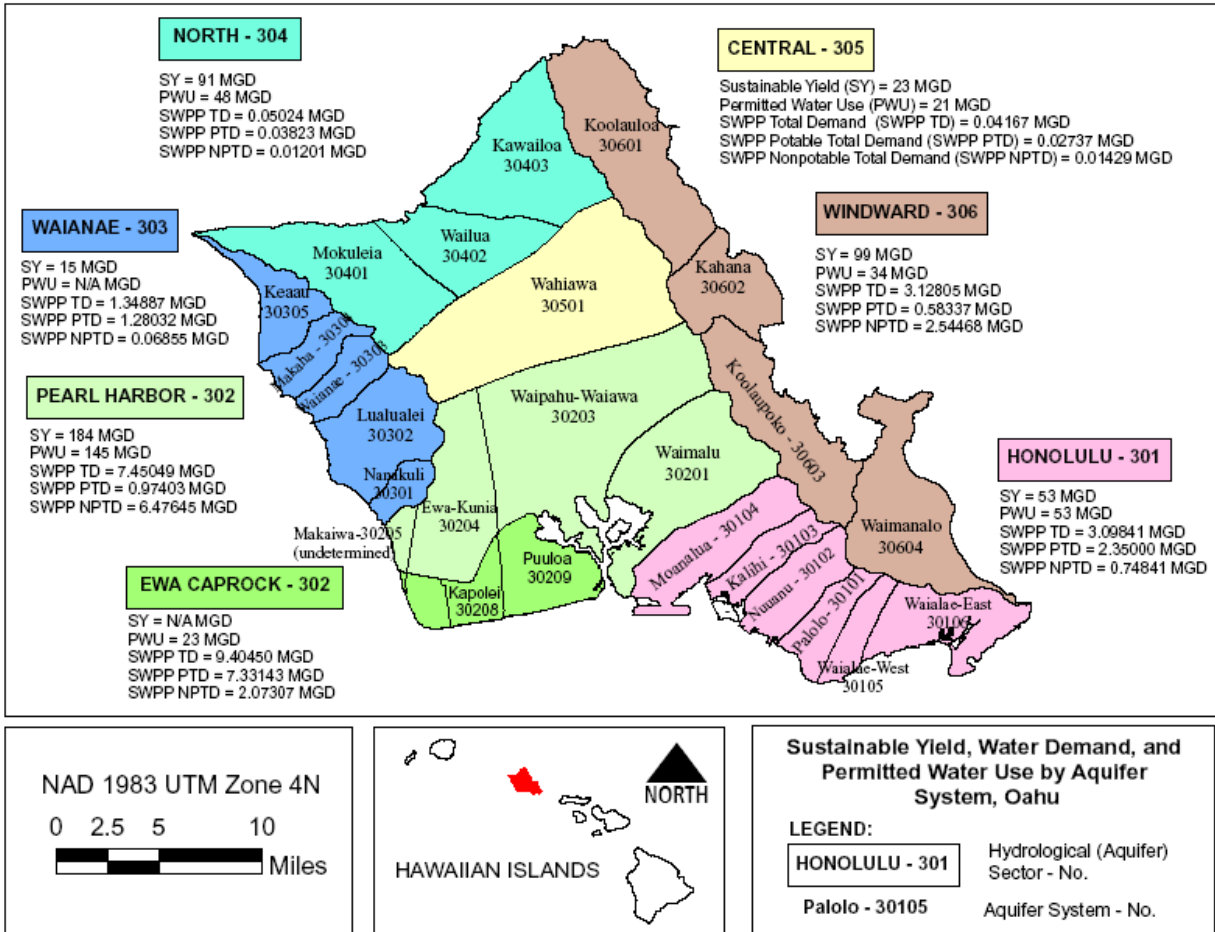 NORTH - 304
SY = 91 MGD
PWU = 48 MGD
SWPP TD = 0.05024 MGD
SWPP PTD = 0.03823 MGD
SWPP NPTD = 0.01201 MGD
CENTRAL - 305
Sustainable Yield (SY) = 23 MGD
Permitted Water Use (PWU) = 21 MGD
SWPP Total Demand (SWPP TD) = 0.04167 MGD
SWPP Potable Total Demand (SWPP PTD) = 0.02737 MGD
SWPP Nonpotable Total Demand (SWPP NPTD) = 0.01429 MGD
WAIANAE - 303
SY = 15 MGD
PWU = N/A MGD
SWPP TD = 1.34887 MGD
SWPP PTD = 1.28032 MGD
SWPP NPTD = 0.06855 MGD
WINDWARD - 306
SY = 99 MGD
PWU = 34 MGD
SWPP TD = 3.12805 MGD
SWPP PTD = 0.58337 MGD
SWPP NPTD = 2.54468 MGD
PEARL HARBOR - 302
SY = 184 MGD
PWU = 145 MGD
SWPP TD = 7.45049 MGD
SWPP PTD = 0.97403 MGD
SWPP NPTD = 6.47645 MGD
HONOLULU - 301
SY = 53 MGD
PWU = 53 MGD
SWPP TD = 3.09841 MGD
SWPP PTD = 2.35000 MGD
SWPP NPTD = 0.74841 MGD
EWA CAPROCK - 302
SY = N/A MGD
PWU = 23 MGD
SWPP TD = 9.40450 MGD
SWPP PTD = 7.33143 MGD
SWPP NPTD = 2.07307 MGD
Koolauloa
30601
Kawailoa
30403
Wailua
30402
Mokuleia
30401
Kahana
30602
Keaau
30305
Wahiawa
30501
Makaha - 30304
Waianae - 30303
Lualualei
30302
Nanakuli
30301
Waipahu-Waiawa
30203
Waimalu
30201
Koolaupoko - 30603
Waimanalo
30604
Ewa-Kunia
30204
Makaiwa-30205
(undetermined)
Puuloa
30209
Kapolei
30208
Moanalua - 30104
Kalihi - 30103
Nuuanu - 30102
Palolo - 30101
Waialae-East
30106
Waialae-West
30105
NAD 1983 UTM Zone 4N
0 2.5 5 10
Miles
NORTH
HAWAIIAN ISLANDS
Sustainable Yield, Water Demand, and
Permitted Water Use by Aquifer
System, Oahu
LEGEND:
HONOLULU - 301
Hydrological (Aquifer)
Sector - No.
Palolo - 30105
Aquifer System - No.